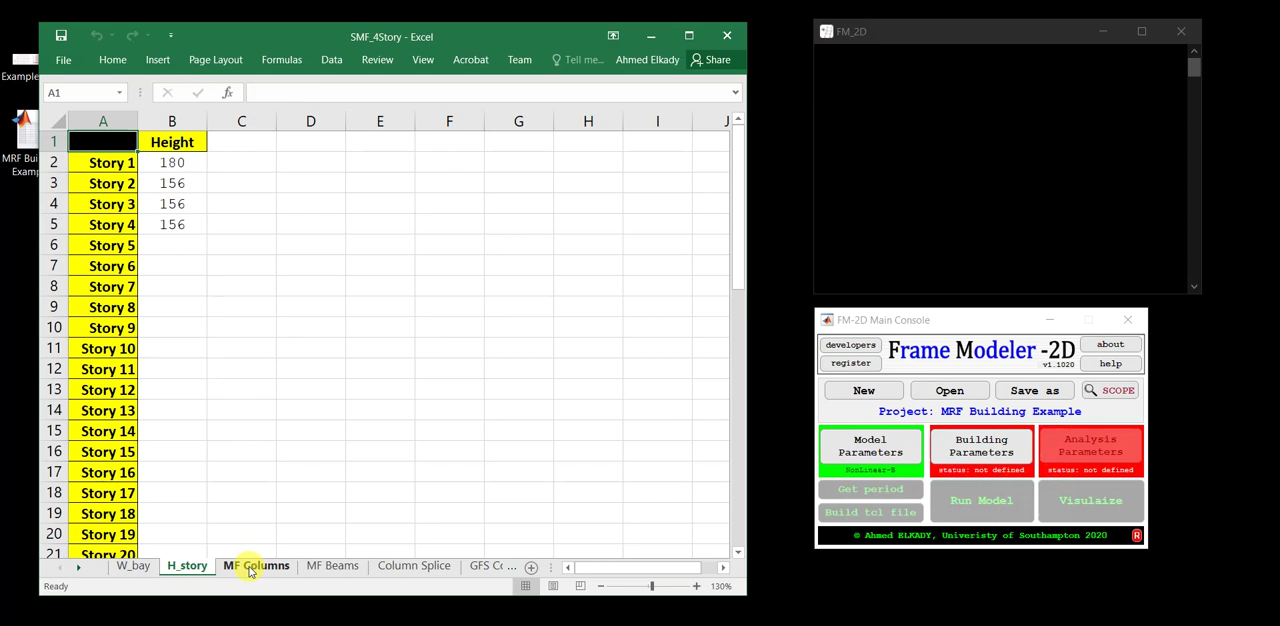 Example
MRF Bui
Examp
SMF_4Story - Excel
File Home Insert Page Layout Formulas Data Review View Acrobat Team Tell me... Ahmed Elkady Share
A1
fx
A B C D E F G H I J
1 Height
2 Story 1 180
3 Story 2 156
4 Story 3 156
5 Story 4 156
6 Story 5
7 Story 6
8 Story 7
9 Story 8
10 Story 9
11 Story 10
12 Story 11
13 Story 12
14 Story 13
15 Story 14
16 Story 15
17 Story 16
18 Story 17
19 Story 18
20 Story 19
21 Story 20
W_bay H_story MF Columns MF Beams Column Splice GFS Cc ...
Ready 130%
FM_2D
FM-2D Main Console
developers
register
Frame Modeler -2D
v1.1020
about
help
New Open Save as SCOPE
Project: MRF Building Example
Model
Parameters
NonLinear-B
Building
Parameters
status: not defined
Analysis
Parameters
status: not defined
Get period
Build tcl file
Run Model
Visulaize
© Ahmed ELKADY, Univeristy of Southampton 2020
R